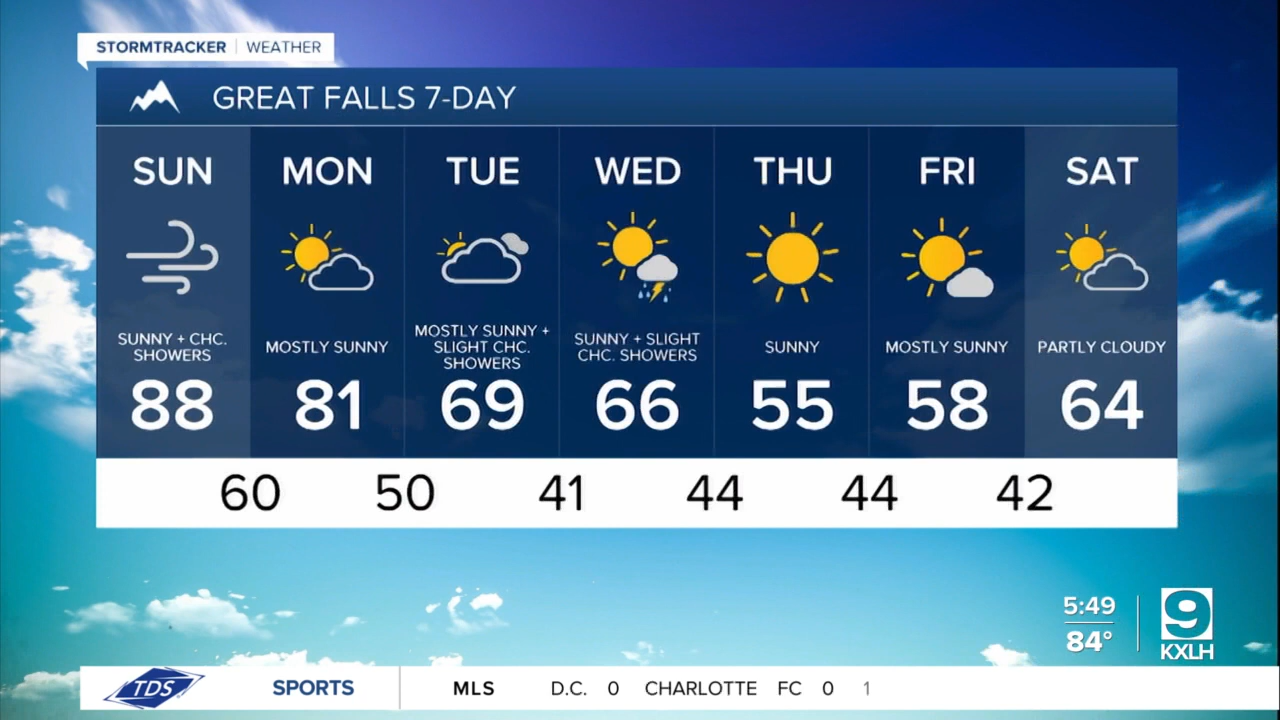 STORMTRACKER | WEATHER
GREAT FALLS 7-DAY
SUN MON TUE WED THU FRI SAT
SUNNY + CHC.
SHOWERS
MOSTLY SUNNY
MOSTLY SUNNY +
SLIGHT CHC.
SHOWERS
SUNNY + SLIGHT
CHC. SHOWERS
SUNNY
MOSTLY SUNNY
PARTLY CLOUDY
88 81 69 66 55 58 64
60 50 41 44 44 42
5:49
84°
9
KXLH
TDS SPORTS MLS D.C. 0 CHARLOTTE FC 0 1